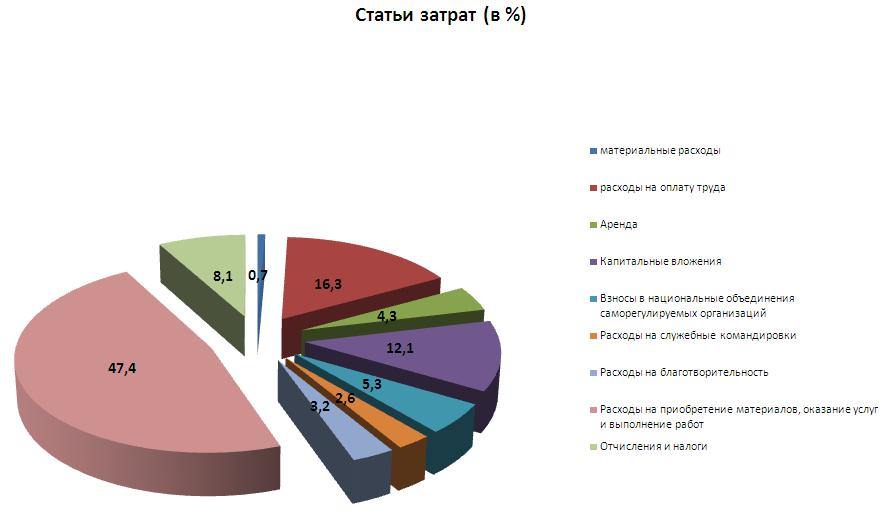 Статьи затрат (в %)
8,1
0,7
16,3
4,3
12,1
47,4
5,3
2,6
3,2
материальные расходы
расходы на оплату труда
Аренда
Капитальные вложения
Взносы в национальные объединения
саморегулируемых организаций
Расходы на служебные командировки
Расходы на благотворительность
Расходы на приобретение материалов, оказание услуг
и выполнение работ
Отчисления и налоги